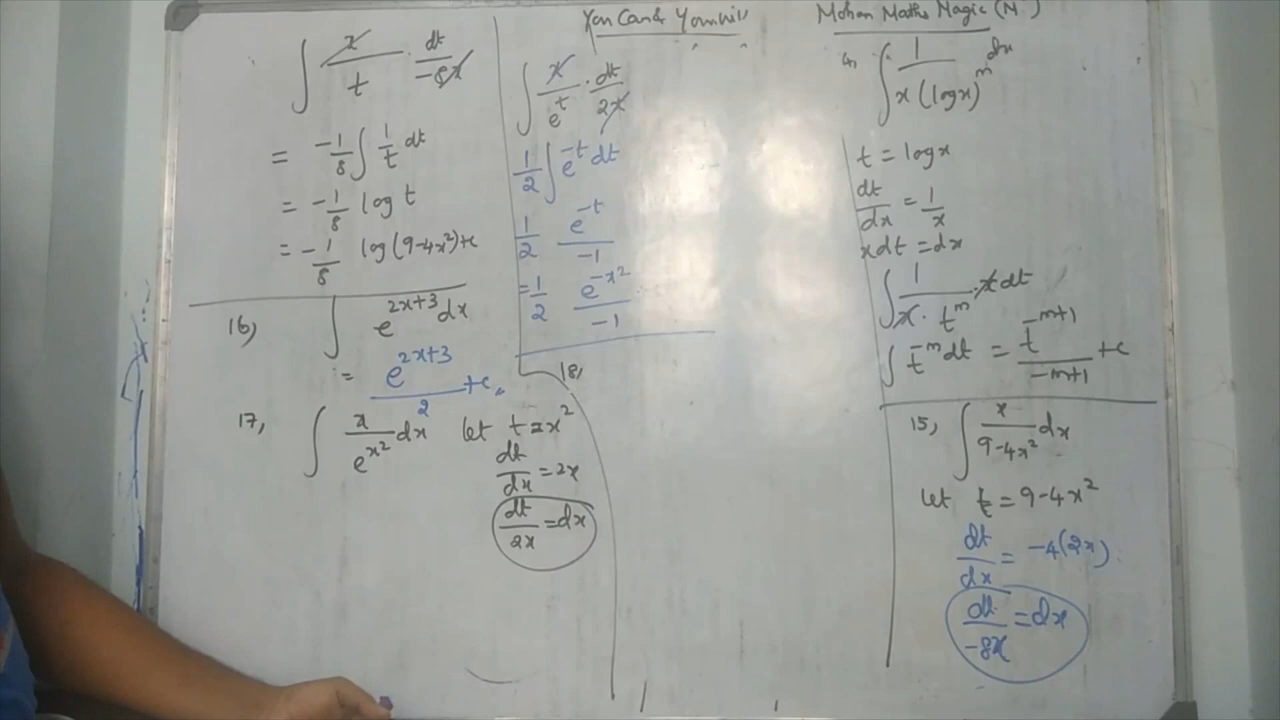 You Can & You Will
Mohan Maths Magic (M
∫ x/t · dt/-8x
= -1/8 ∫ 1/t dt
= -1/8 log t
= -1/8 log(9-4x²)+c
16, ∫ e^(2x+3) dx
= e^(2x+3)/2 +c
17, ∫ x/e^(x²) dx let t=x²
dt/dx = 2x
dt/2x = dx
∫ x/e^t · dt/2x
1/2 ∫ e^(-t) dt
1/2 e^(-t)/-1
= 1/2 e^(-x²)/-1
18,
∫ 1/(x(logx)^m) dx
t = logx
dt/dx = 1/x
xdt = dx
∫ 1/(x · t^m) · x dt
∫ t^(-m) dt = t^(-m+1)/(-m+1) +c
15, ∫ x/(9-4x²) dx
let t = 9-4x²
dt/dx = -4(2x)
dt/-8x = dx